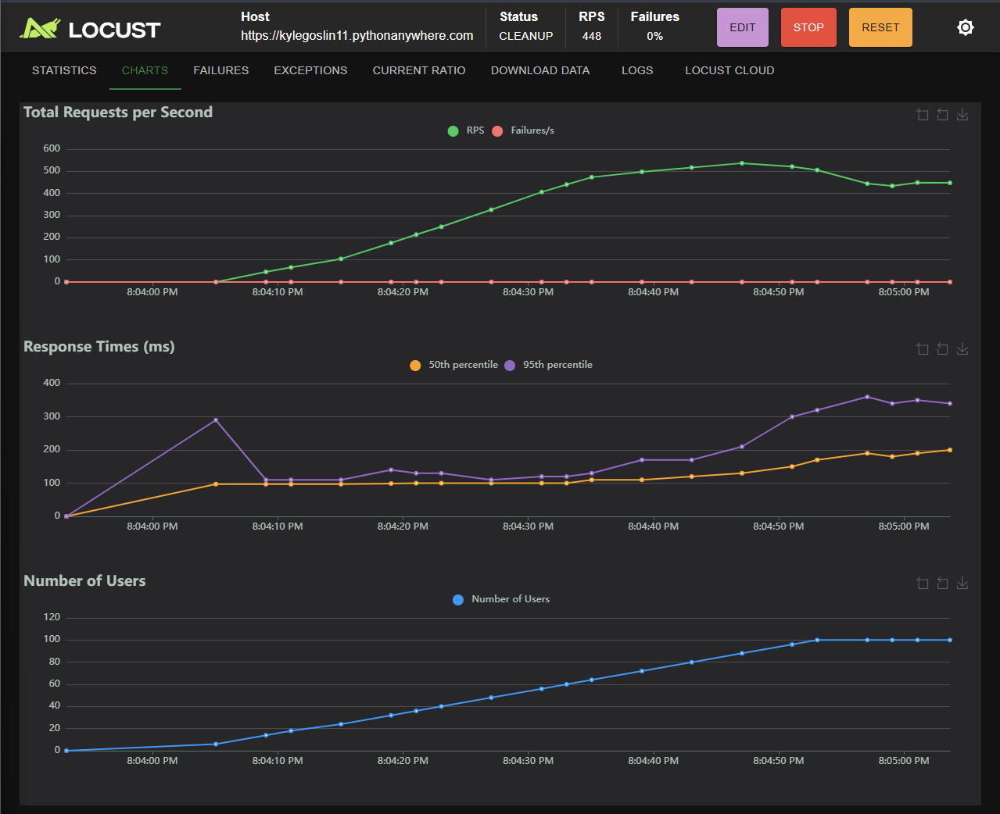 LOCUST
Host
https://kylegoslin11.pythonanywhere.com
Status
CLEANUP
RPS
448
Failures
0%
EDIT
STOP
RESET
STATISTICS CHARTS FAILURES EXCEPTIONS CURRENT RATIO DOWNLOAD DATA LOGS LOCUST CLOUD
Total Requests per Second
RPS Failures/s
600
500
400
300
200
100
0
8:04:00 PM 8:04:10 PM 8:04:20 PM 8:04:30 PM 8:04:40 PM 8:04:50 PM 8:05:00 PM
Response Times (ms)
50th percentile 95th percentile
400
300
200
100
0
8:04:00 PM 8:04:10 PM 8:04:20 PM 8:04:30 PM 8:04:40 PM 8:04:50 PM 8:05:00 PM
Number of Users
Number of Users
120
100
80
60
40
20
0
8:04:00 PM 8:04:10 PM 8:04:20 PM 8:04:30 PM 8:04:40 PM 8:04:50 PM 8:05:00 PM